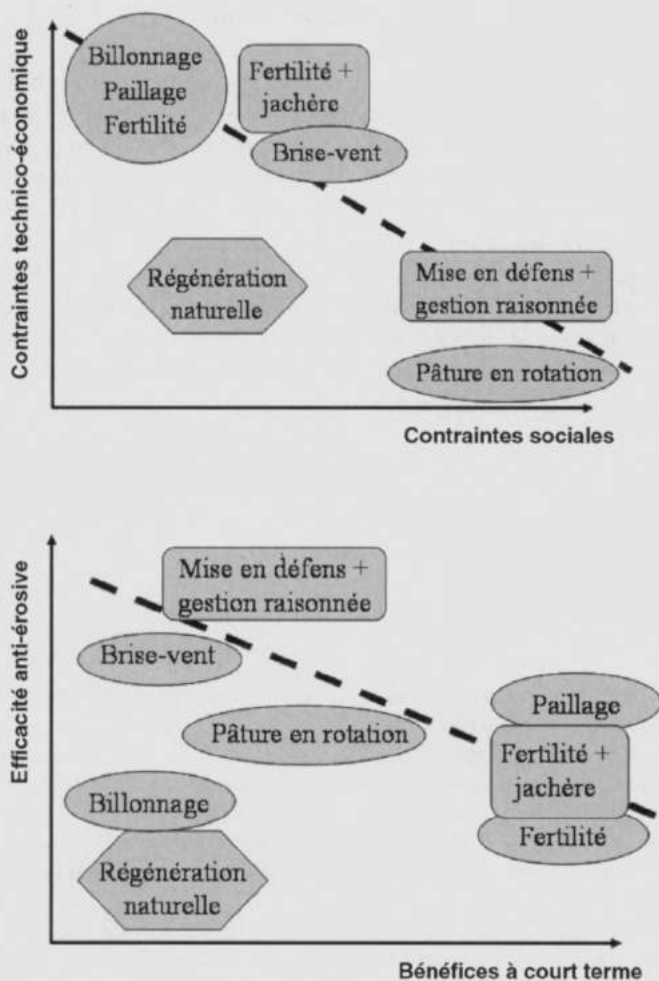 Contraintes technico-économique
Billonnage
Paillage
Fertilité
Fertilité +
jachère
Brise-vent
Régénération
naturelle
Mise en défens +
gestion raisonnée
Pâture en rotation
Contraintes sociales
Efficacité anti-érosive
Mise en défens +
gestion raisonnée
Brise-vent
Pâture en rotation
Paillage
Fertilité +
jachère
Fertilité
Billonnage
Régénération
naturelle
Bénéfices à court terme